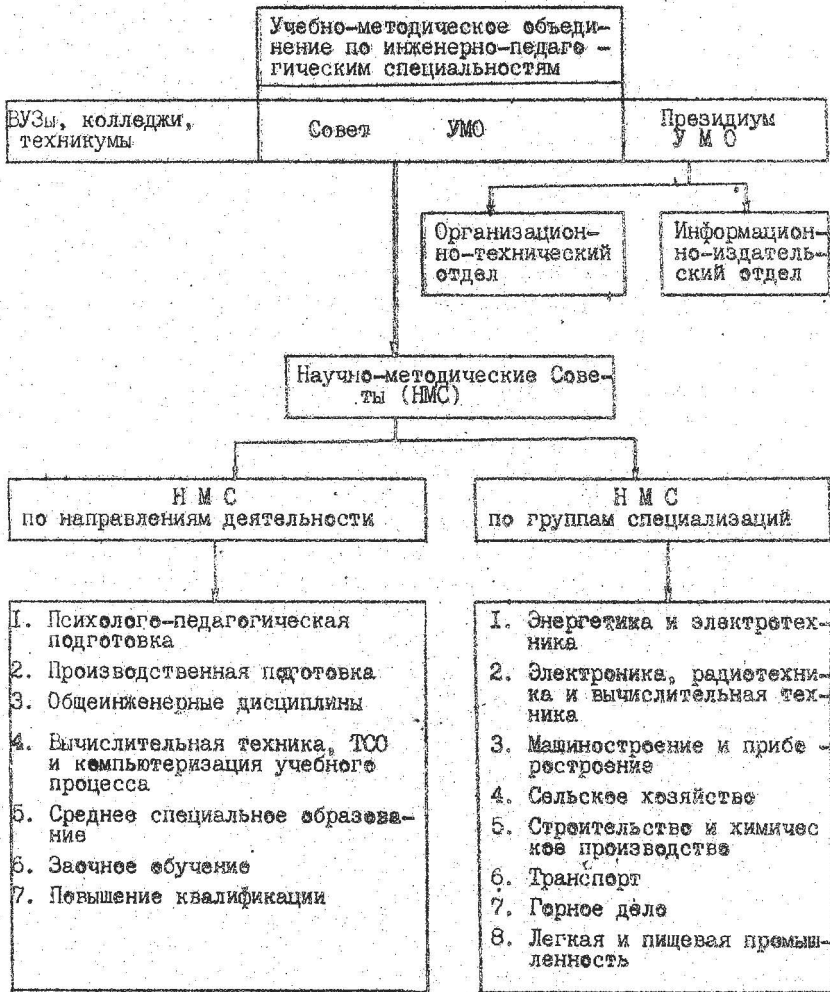 Учебно-методическое объеди-
нение по инженерно-педаго -
гическим специальностям
ВУЗы, колледжи,
техникумы
Совет УМО
Президиум
У М О
Организацион-
но-технический
отдел
Информацион-
но-издатель-
ский отдел
Научно-методические Сове-
ты (НМС)
Н М С
по направлениям деятельности
Н М С
по группам специализаций
1. Психолого-педагогическая
подготовка
2. Производственная подготовка
3. Общеинженерные дисциплины
4. Вычислительная техника, ТСО
и компьютеризация учебного
процесса
5. Среднее специальное образова-
ние
6. Заочное обучение
7. Повышение квалификации
1. Энергетика и электротех-
ника
2. Электроника, радиотехни-
ка и вычислительная тех-
ника
3. Машиностроение и прибо -
ростроение
4. Сельское хозяйство
5. Строительство и химичес
кое производство
6. Транспорт
7. Горное дело
8. Легкая и пищевая промыш-
ленность